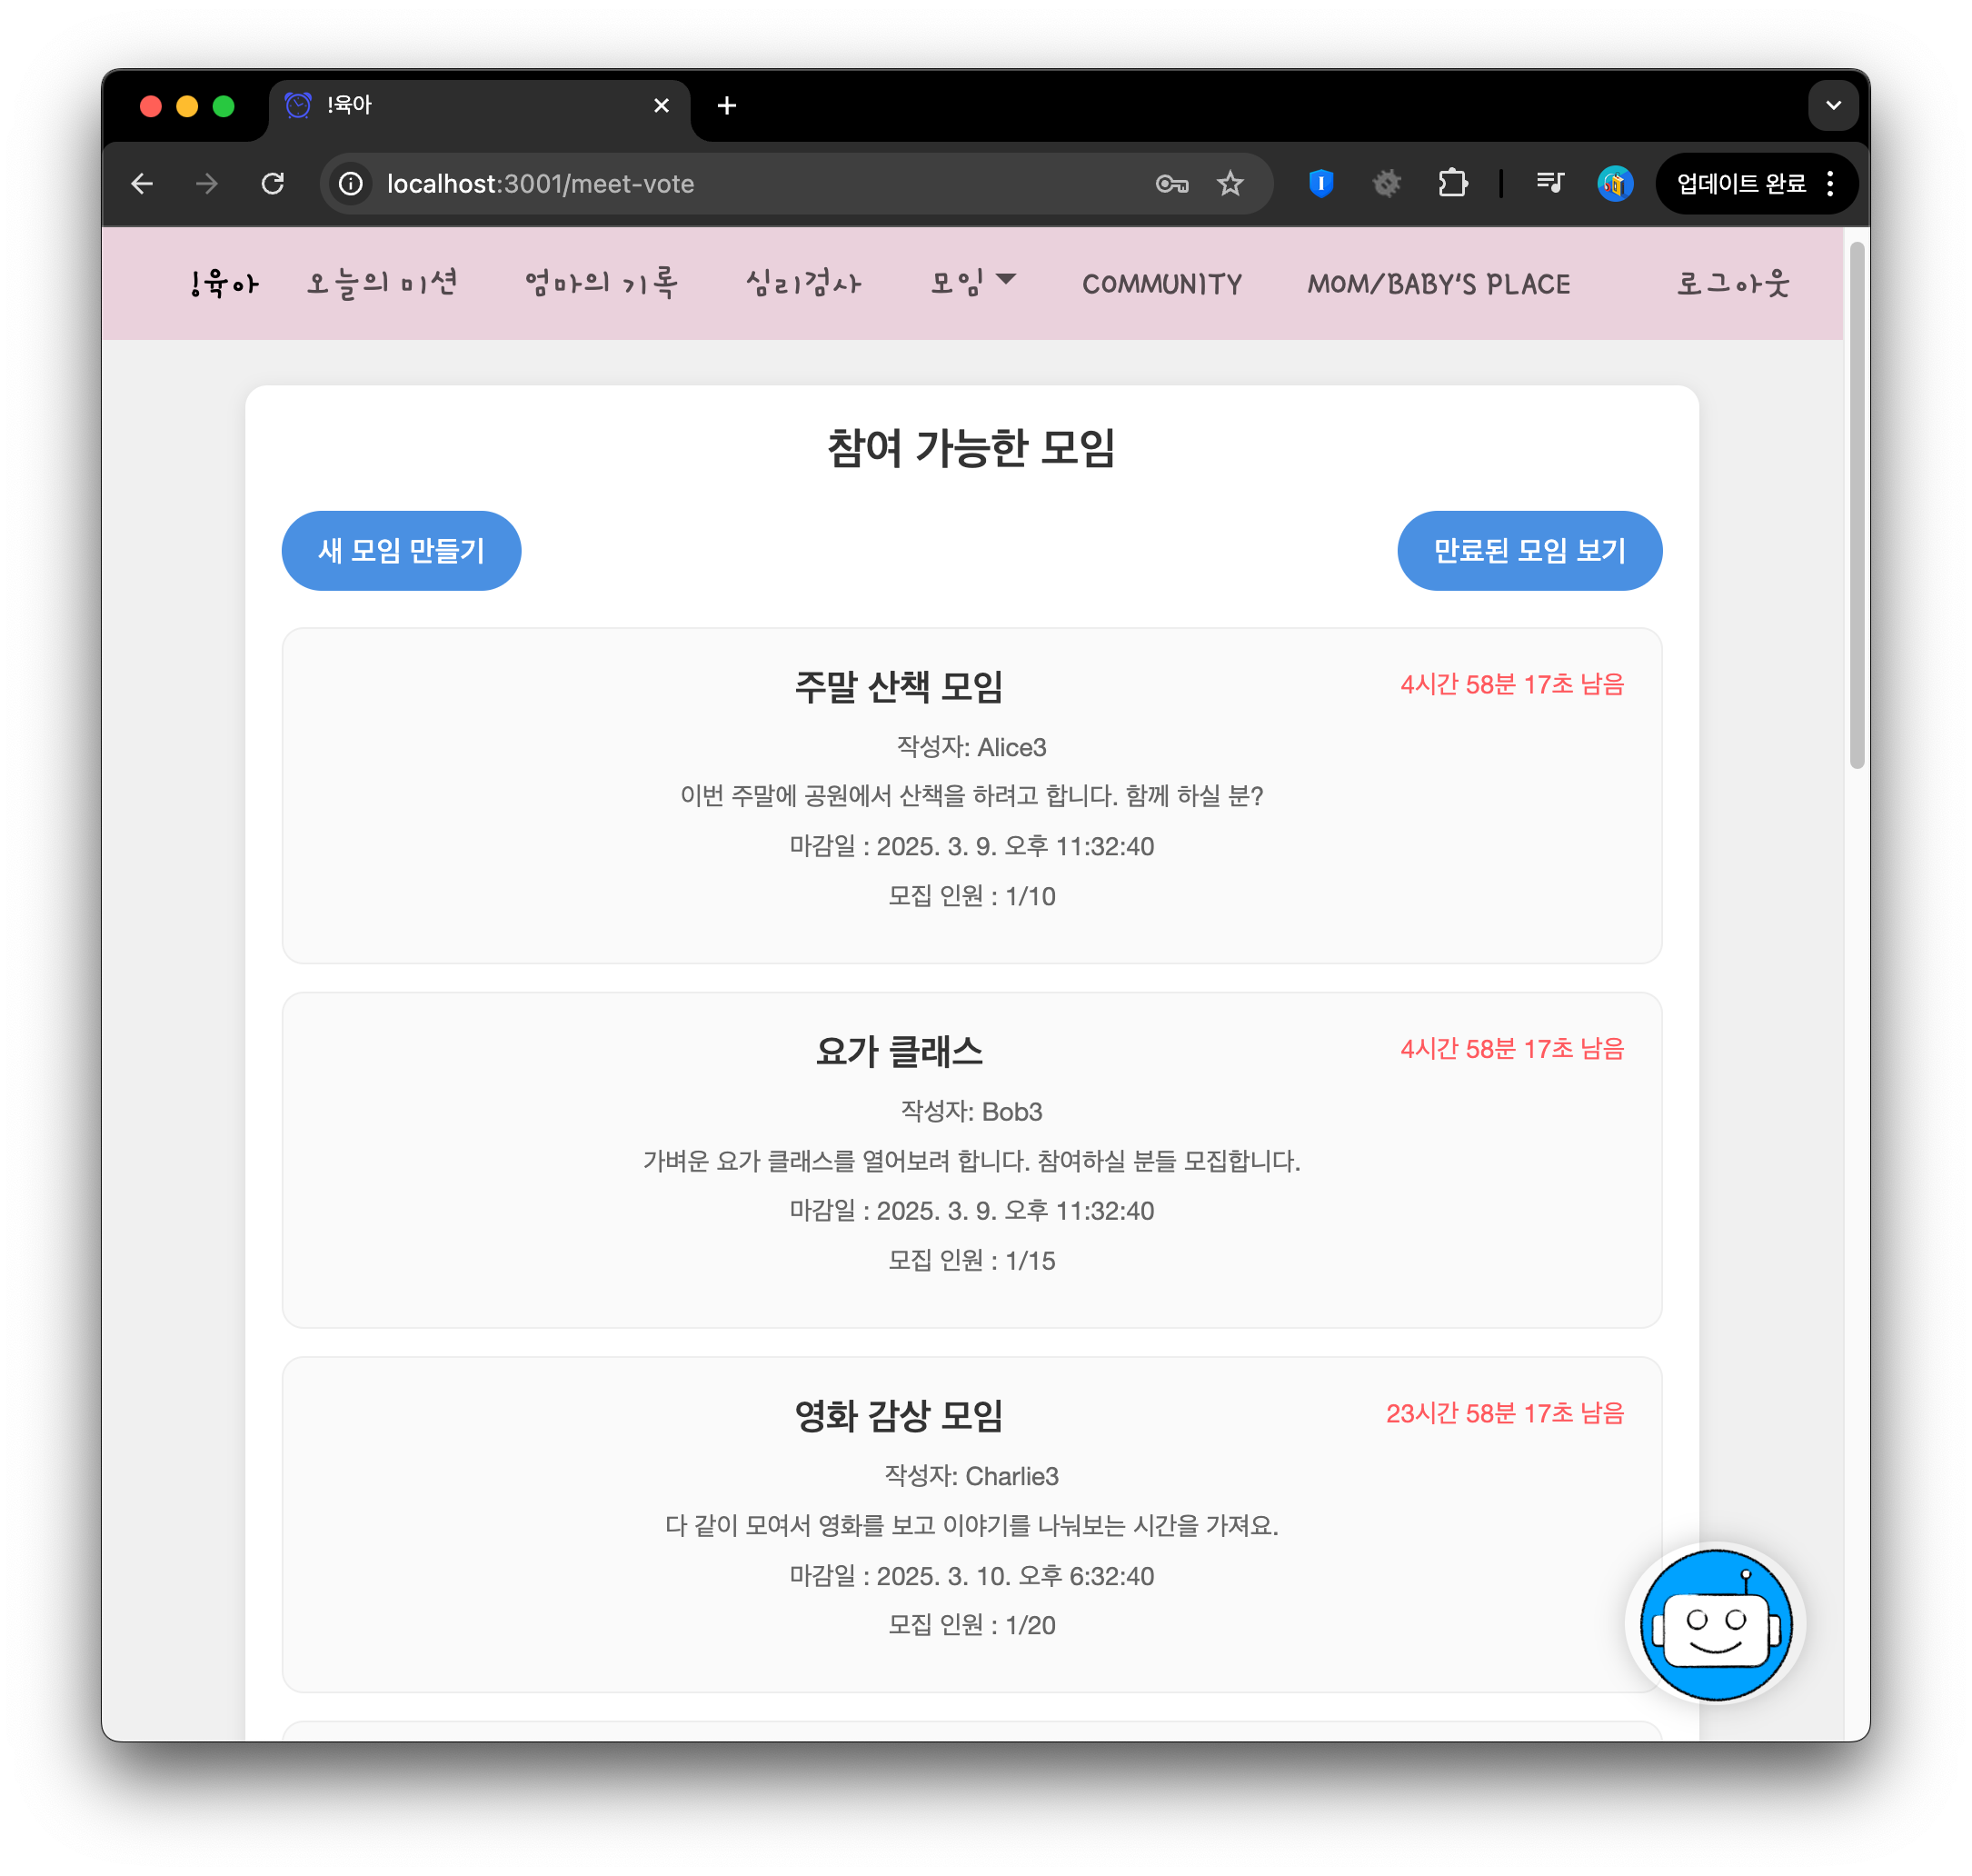 !육아
localhost:3001/meet-vote
업데이트 완료
!육아 오늘의 미션 엄마의 기록 심리검사 모임 COMMUNITY MOM/BABY'S PLACE 로그아웃
참여 가능한 모임
새 모임 만들기 만료된 모임 보기
주말 산책 모임 4시간 58분 17초 남음
작성자: Alice3
이번 주말에 공원에서 산책을 하려고 합니다. 함께 하실 분?
마감일 : 2025. 3. 9. 오후 11:32:40
모집 인원 : 1/10
요가 클래스 4시간 58분 17초 남음
작성자: Bob3
가벼운 요가 클래스를 열어보려 합니다. 참여하실 분들 모집합니다.
마감일 : 2025. 3. 9. 오후 11:32:40
모집 인원 : 1/15
영화 감상 모임 23시간 58분 17초 남음
작성자: Charlie3
다 같이 모여서 영화를 보고 이야기를 나눠보는 시간을 가져요.
마감일 : 2025. 3. 10. 오후 6:32:40
모집 인원 : 1/20